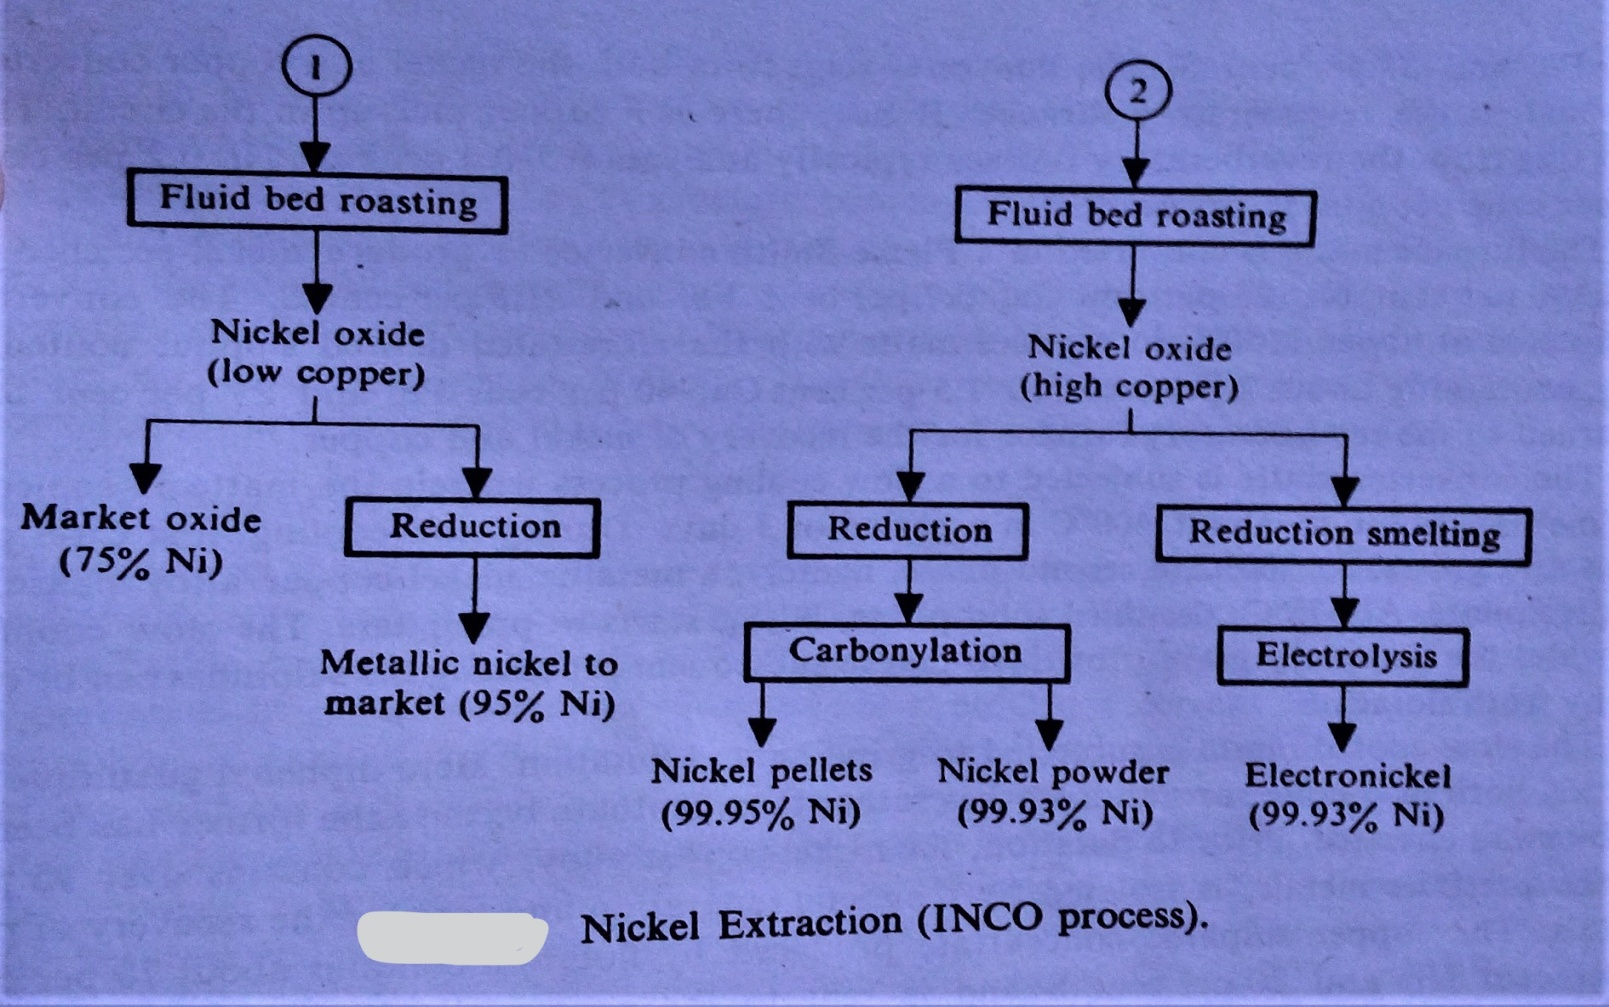 1
Fluid bed roasting
Nickel oxide
(low copper)
Market oxide
(75% Ni)
Reduction
Metallic nickel to
market (95% Ni)
2
Fluid bed roasting
Nickel oxide
(high copper)
Reduction
Reduction smelting
Carbonylation
Electrolysis
Nickel pellets
(99.95% Ni)
Nickel powder
(99.93% Ni)
Electronickel
(99.93% Ni)
Nickel Extraction (INCO process).